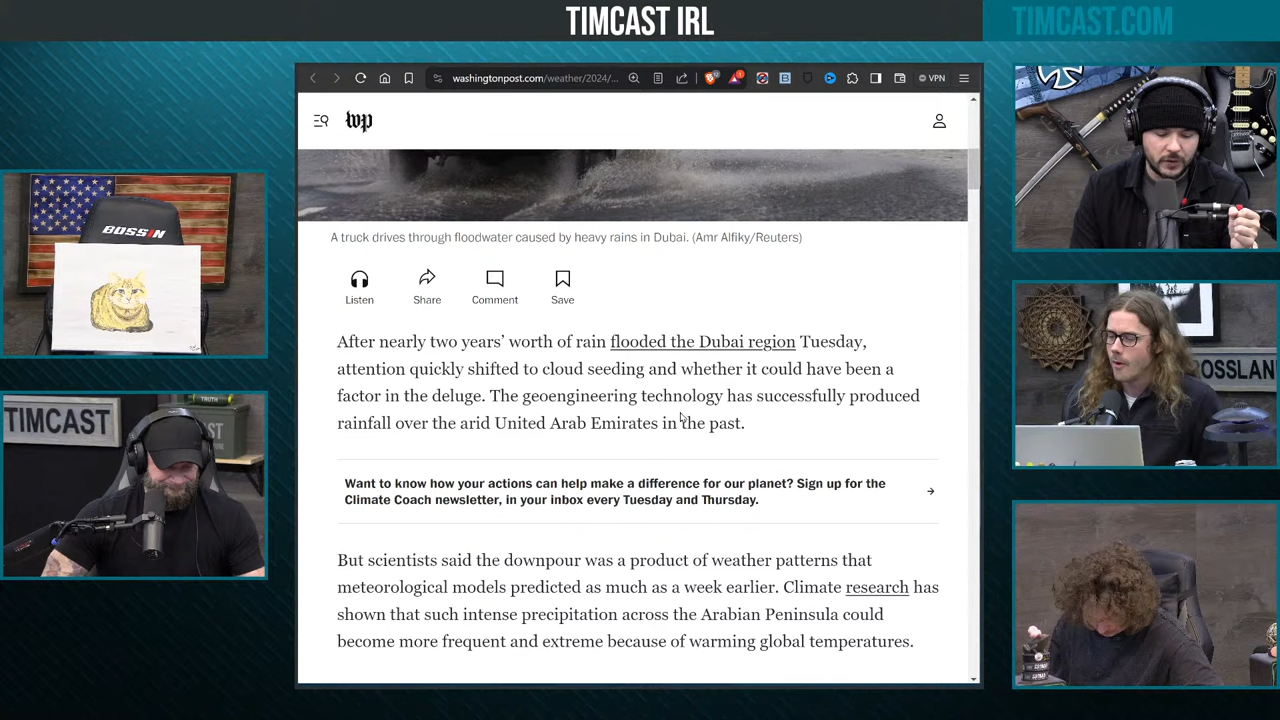 TIMCAST IRL
TIMCAST.COM
washingtonpost.com/weather/2024/...
VPN
wp
A truck drives through floodwater caused by heavy rains in Dubai. (Amr Alfiky/Reuters)
Listen
Share
Comment
Save
After nearly two years’ worth of rain flooded the Dubai region Tuesday,
attention quickly shifted to cloud seeding and whether it could have been a
factor in the deluge. The geoengineering technology has successfully produced
rainfall over the arid United Arab Emirates in the past.
Want to know how your actions can help make a difference for our planet? Sign up for the
Climate Coach newsletter, in your inbox every Tuesday and Thursday.
But scientists said the downpour was a product of weather patterns that
meteorological models predicted as much as a week earlier. Climate research has
shown that such intense precipitation across the Arabian Peninsula could
become more frequent and extreme because of warming global temperatures.
BOSSIN
TIMCAST
TRUTH
ROSSLAND